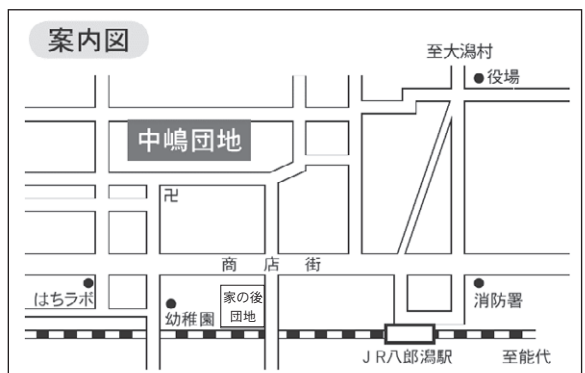 案内図
至大潟村
役場
中嶋団地
卍
商店街
はちラボ
幼稚園
家の後
団地
消防署
JR八郎潟駅
至能代